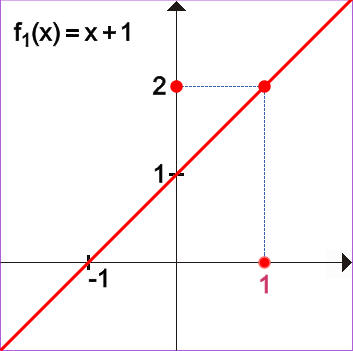 f₁(x) = x + 1
2
1
-1
1